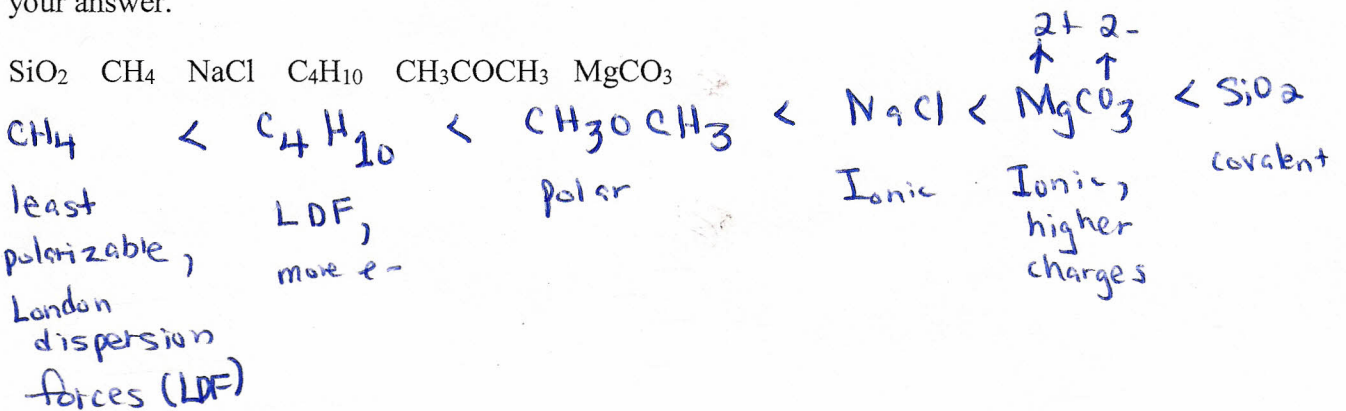 your answer.
SiO2 CH4 NaCl C4H10 CH3COCH3 MgCO3
2+ 2-
↑ ↑
CH4 < C4H10 < CH3OCH3 < NaCl < MgCO3 < SiO2
least
polarizable,
London
dispersion
forces (LDF)
LDF,
more e-
polar
Ionic
Ionic,
higher
charges
covalent